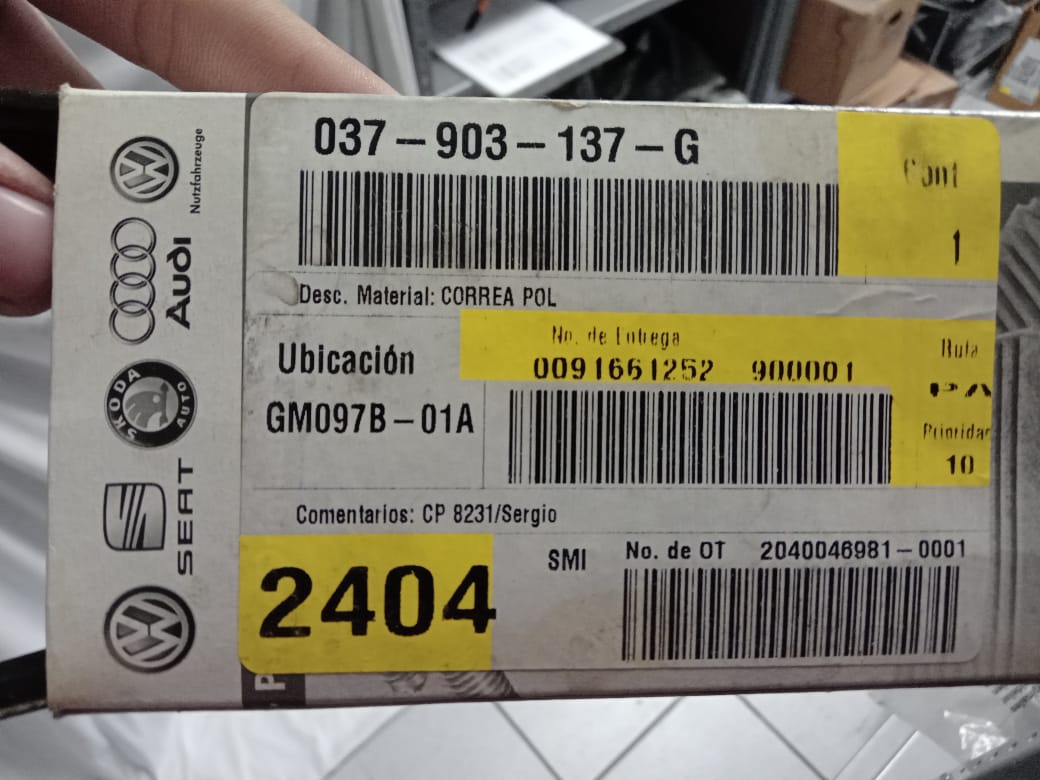 037-903-137-G
Cant
1
Desc. Material: CORREA POL
No. de Entrega
0091661252 900001
Ruta
Ubicación
GM097B-01A
Prioridad
10
Comentarios: CP 8231/Sergio
2404
SMI
No. de OT 2040046981-0001
Nutzfahrzeuge
Audi
SKODA
AUTO
SEAT